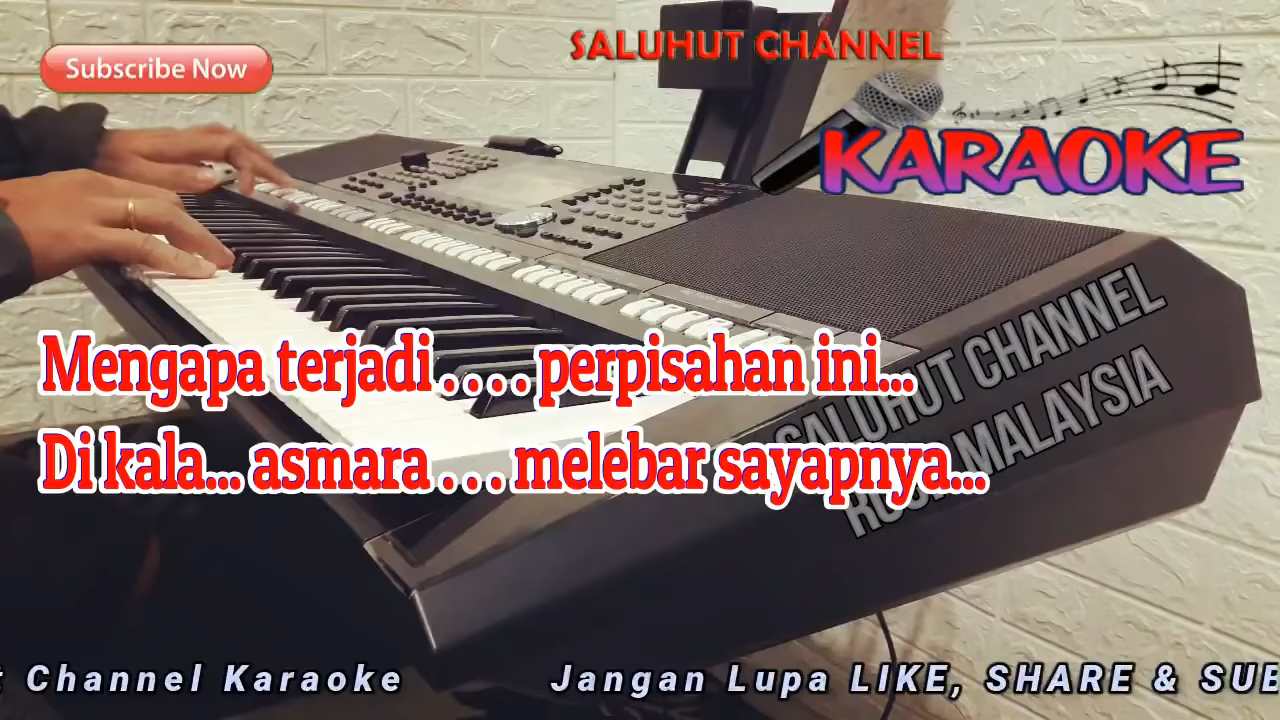 SALUHUT CHANNEL
Subscribe Now
KARAOKE
SALUHUT CHANNEL
MALAYSIA
Mengapa terjadi.... perpisahan ini...
Di kala... asmara... melebar sayapnya...
Channel Karaoke
Jangan Lupa LIKE, SHARE & SUB